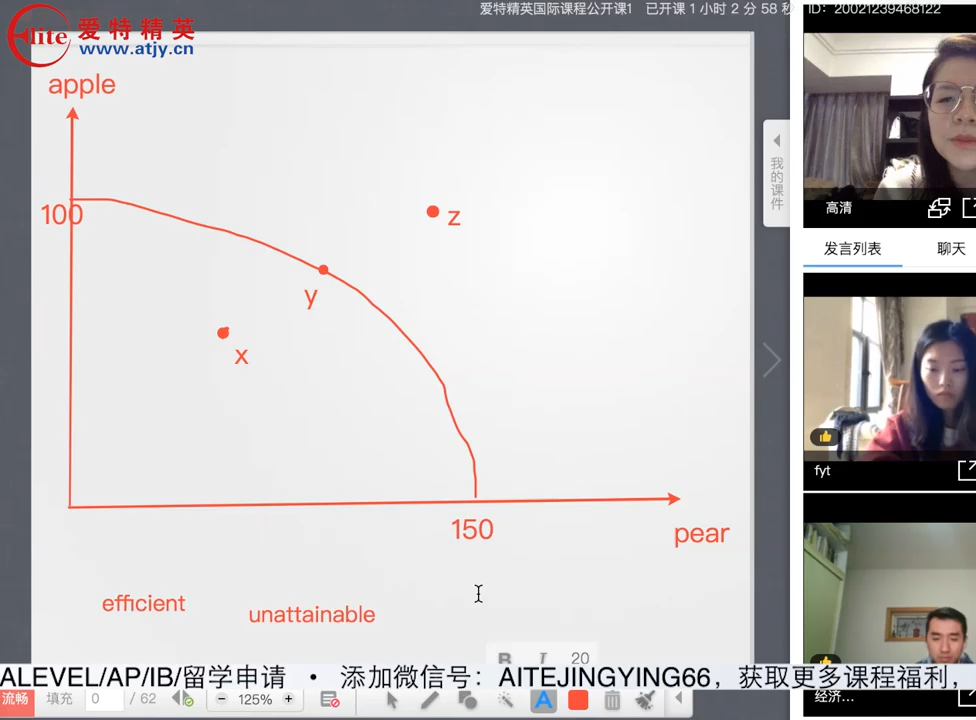 爱特精英国际课程公开课1 已开课 1 小时 2 分 58 秒
ID: 20021239468122
Elite 爱特精英
www.atjy.cn
apple
100
z
y
x
150
pear
efficient
unattainable
我的课件
高清
发言列表 聊天
fyt
经济...
B I 20
ALEVEL/AP/IB/留学申请 · 添加微信号：AITEJINGYING66，获取更多课程福利，
流畅 填充 0 / 62 125% A